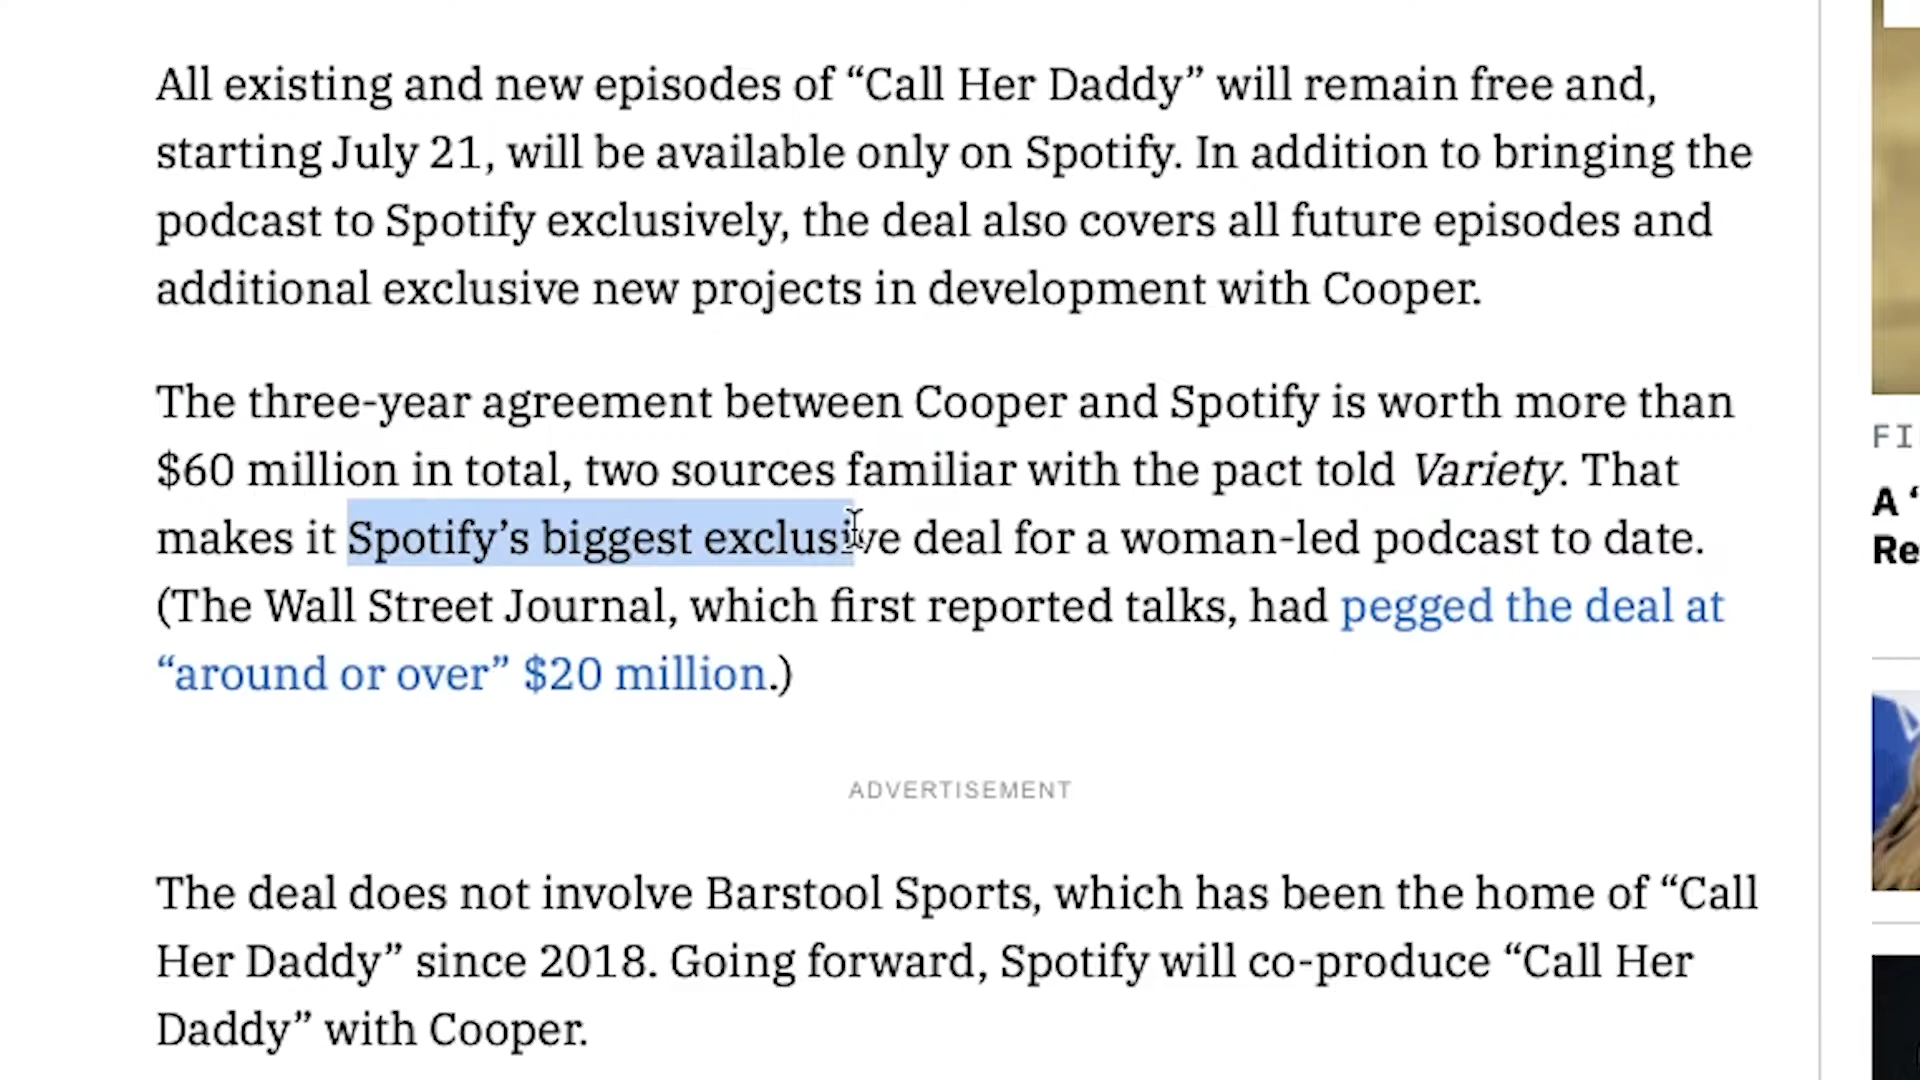 All existing and new episodes of “Call Her Daddy” will remain free and,
starting July 21, will be available only on Spotify. In addition to bringing the
podcast to Spotify exclusively, the deal also covers all future episodes and
additional exclusive new projects in development with Cooper.
The three-year agreement between Cooper and Spotify is worth more than
$60 million in total, two sources familiar with the pact told Variety. That
makes it Spotify’s biggest exclusive deal for a woman-led podcast to date.
(The Wall Street Journal, which first reported talks, had pegged the deal at
“around or over” $20 million.)
ADVERTISEMENT
The deal does not involve Barstool Sports, which has been the home of “Call
Her Daddy” since 2018. Going forward, Spotify will co-produce “Call Her
Daddy” with Cooper.
FI
A ‘
Re